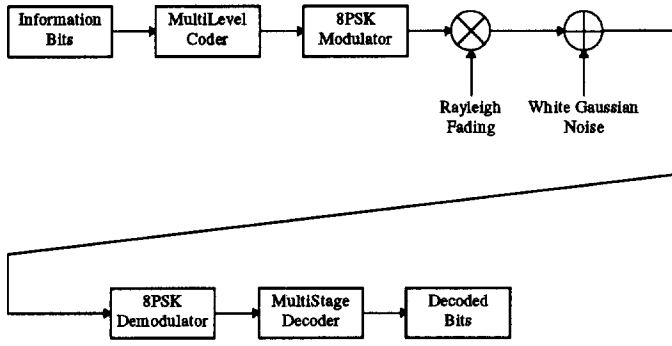 Information
Bits
MultiLevel
Coder
8PSK
Modulator
Rayleigh
Fading
White Gaussian
Noise
8PSK
Demodulator
MultiStage
Decoder
Decoded
Bits